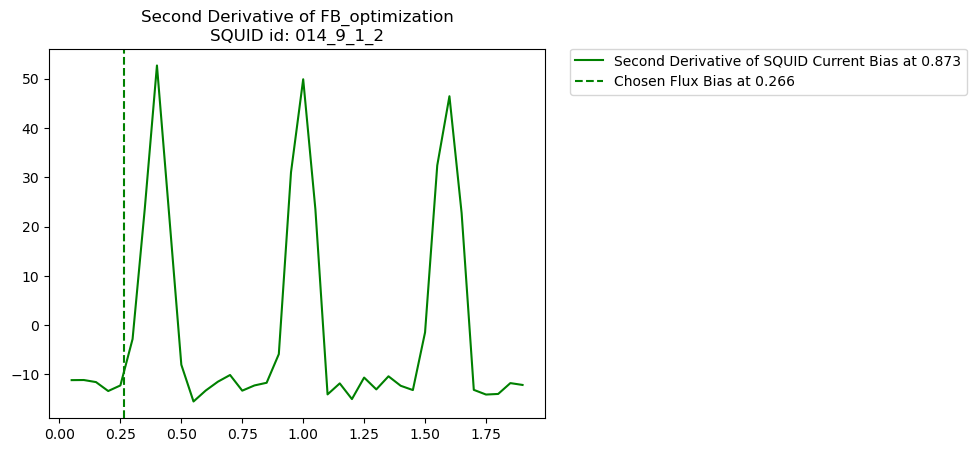 Second Derivative of FB_optimization
SQUID id: 014_9_1_2
Second Derivative of SQUID Current Bias at 0.873
Chosen Flux Bias at 0.266
50
40
30
20
10
0
−10
0.00 0.25 0.50 0.75 1.00 1.25 1.50 1.75